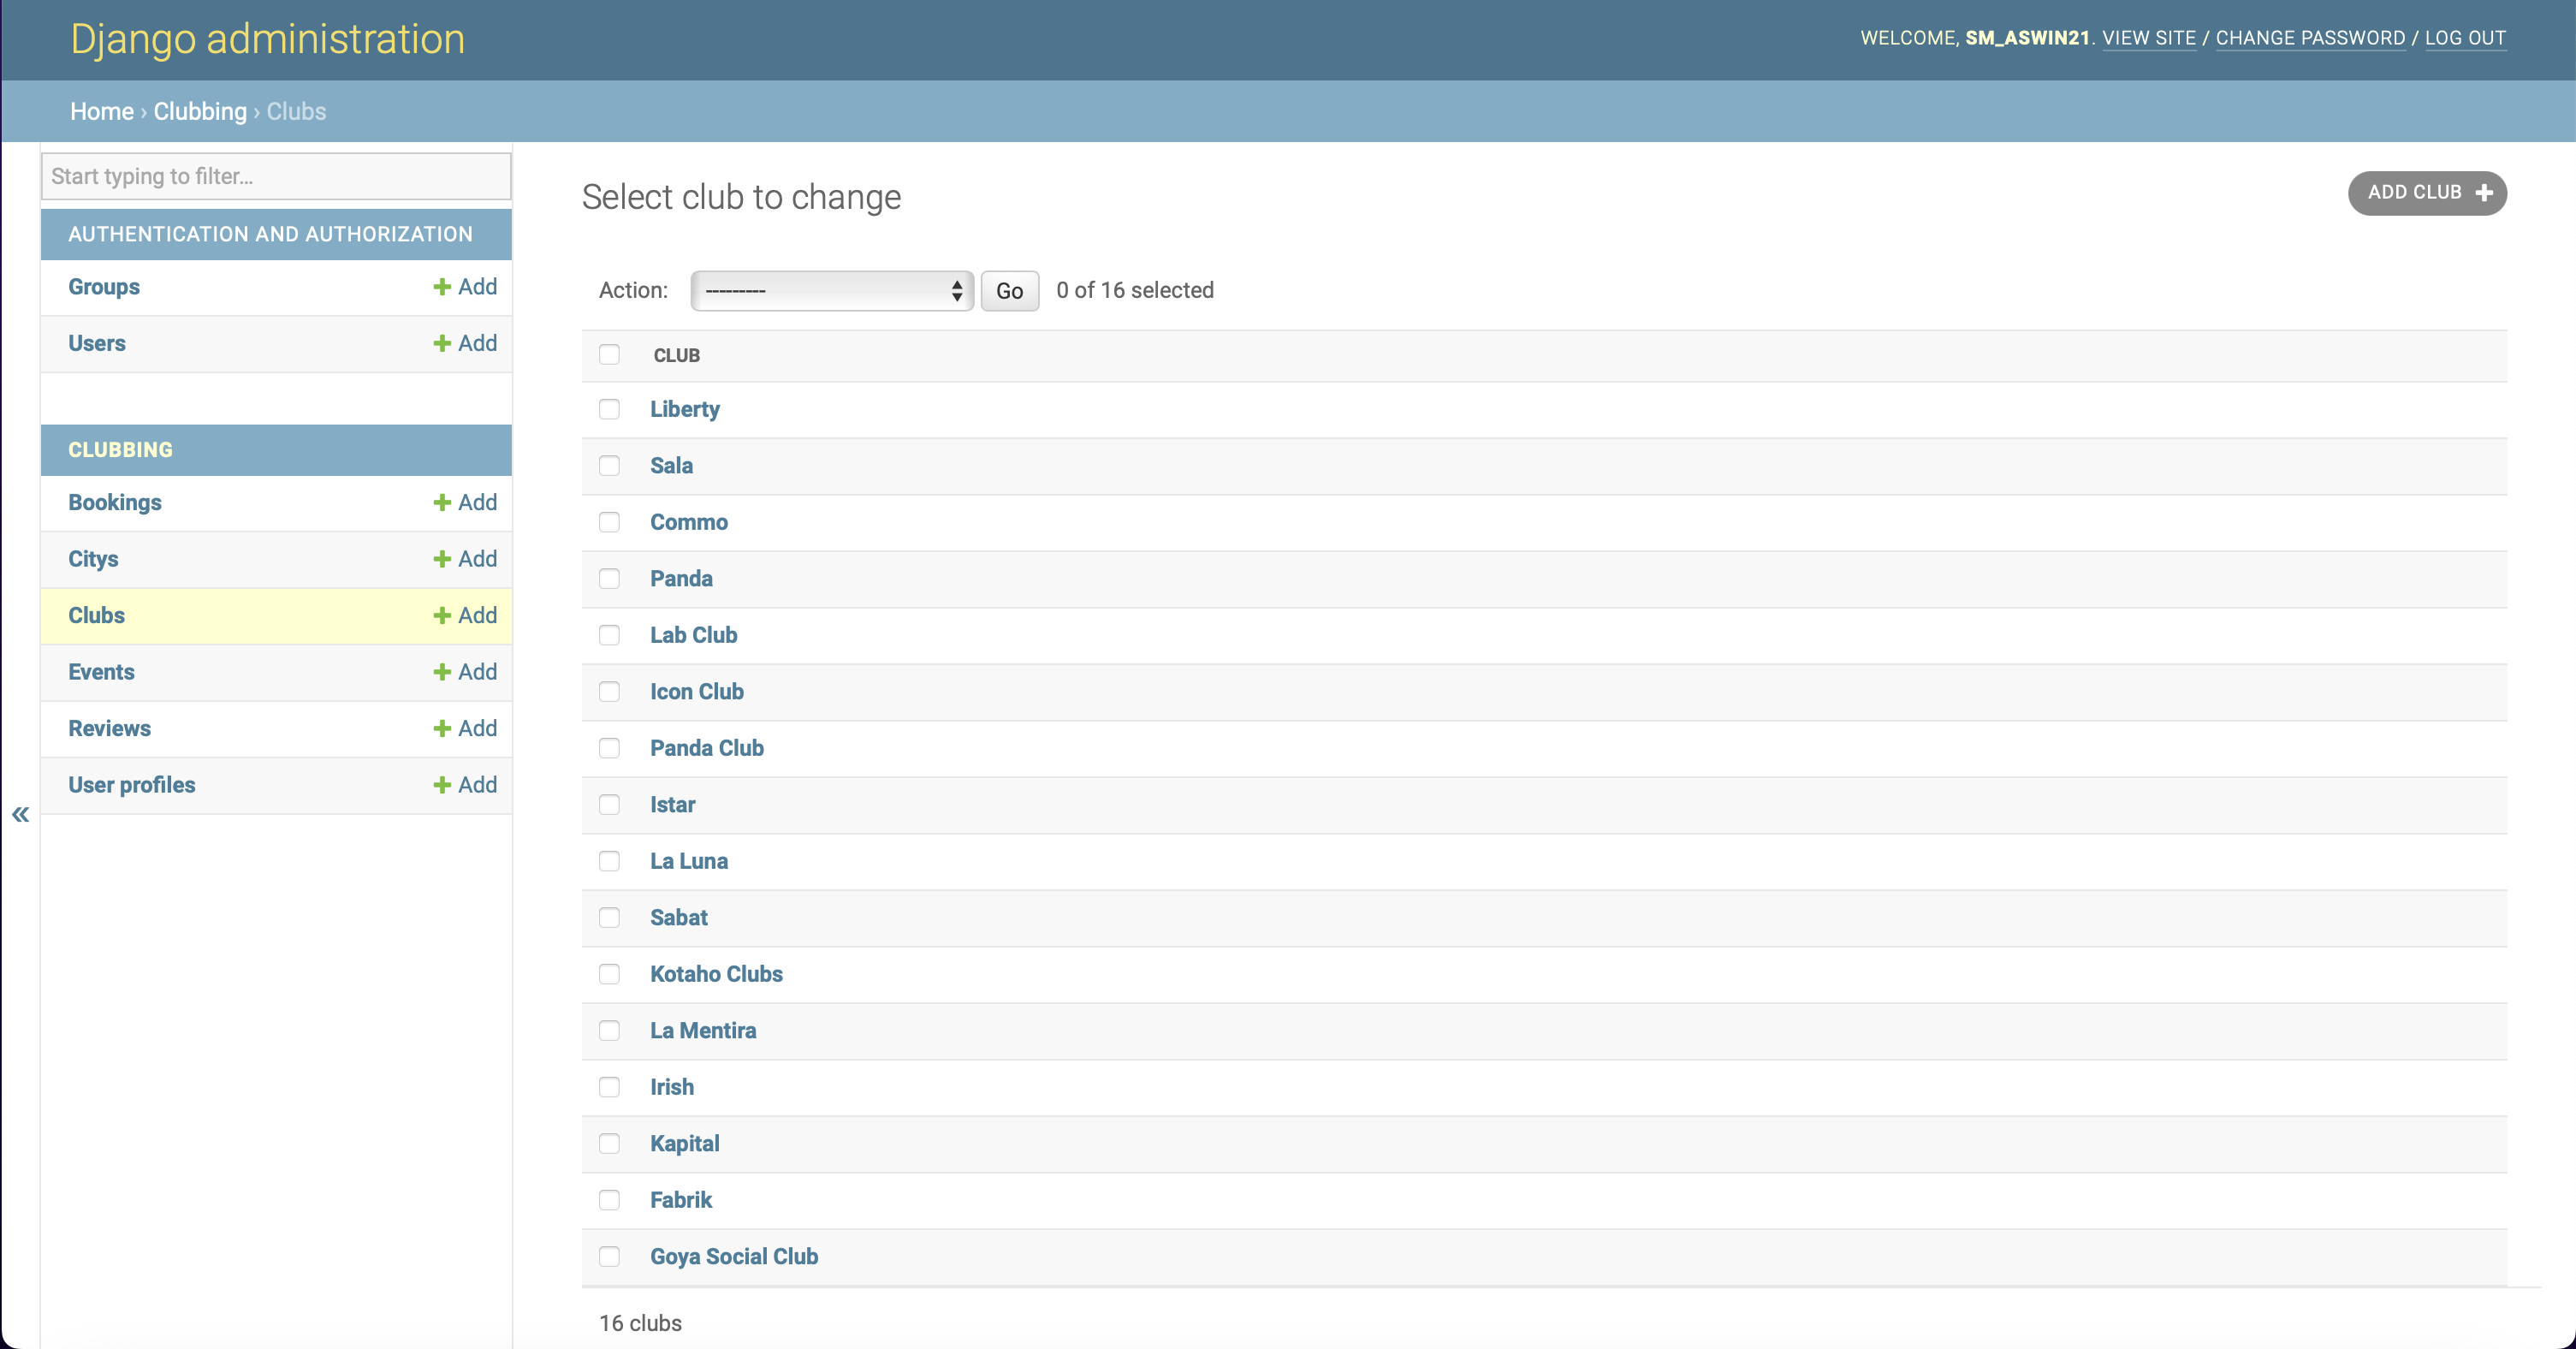 Django administration
WELCOME, SM_ASWIN21. VIEW SITE / CHANGE PASSWORD / LOG OUT
Home › Clubbing › Clubs
Start typing to filter...
AUTHENTICATION AND AUTHORIZATION
Groups + Add
Users + Add
CLUBBING
Bookings + Add
Citys + Add
Clubs + Add
Events + Add
Reviews + Add
User profiles + Add
«
Select club to change
ADD CLUB +
Action: --------- Go 0 of 16 selected
CLUB
Liberty
Sala
Commo
Panda
Lab Club
Icon Club
Panda Club
Istar
La Luna
Sabat
Kotaho Clubs
La Mentira
Irish
Kapital
Fabrik
Goya Social Club
16 clubs